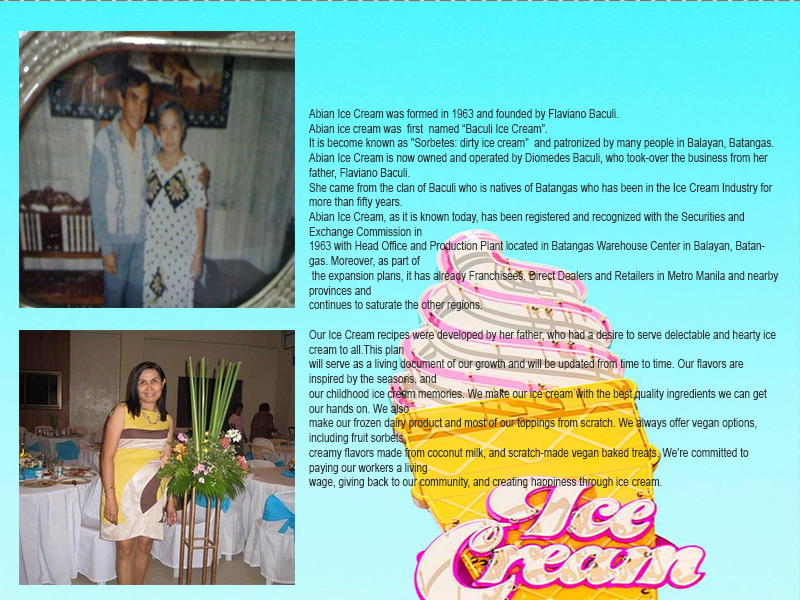 Abian Ice Cream was formed in 1963 and founded by Flaviano Baculi.
Abian ice cream was first named "Baculi Ice Cream".
It is become known as "Sorbetes: dirty ice cream" and patronized by many people in Balayan, Batangas.
Abian Ice Cream is now owned and operated by Diomedes Baculi, who took-over the business from her
father, Flaviano Baculi.
She came from the clan of Baculi who is natives of Batangas who has been in the Ice Cream Industry for
more than fifty years.
Abian Ice Cream, as it is known today, has been registered and recognized with the Securities and
Exchange Commission in
1963 with Head Office and Production Plant located in Batangas Warehouse Center in Balayan, Batan-
gas. Moreover, as part of
the expansion plans, it has already Franchisees, Direct Dealers and Retailers in Metro Manila and nearby
provinces and
continues to saturate the other regions.
Our Ice Cream recipes were developed by her father, who had a desire to serve delectable and hearty ice
cream to all.This plan
will serve as a living document of our growth and will be updated from time to time. Our flavors are
inspired by the seasons, and
our childhood ice cream memories. We make our ice cream with the best quality ingredients we can get
our hands on. We also
make our frozen dairy product and most of our toppings from scratch. We always offer vegan options,
including fruit sorbets,
creamy flavors made from coconut milk, and scratch-made vegan baked treats. We're committed to
paying our workers a living
wage, giving back to our community, and creating happiness through ice cream.
Ice
Cream